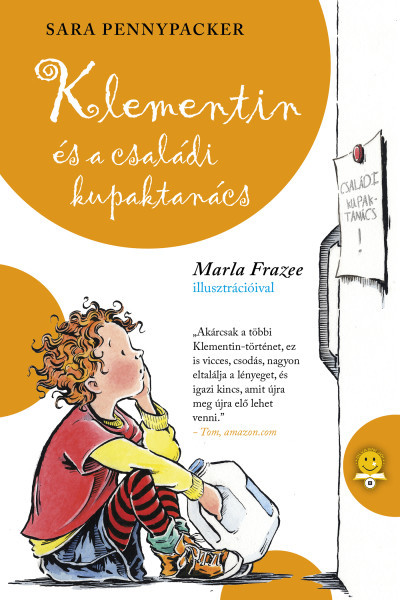 SARA PENNYPACKER
Klementin
és a családi
kupaktanács
CSALÁDI
KUPAK-
TANÁCS
!
Marla Frazee
illusztrációival
„Akárcsak a többi
Klementin-történet, ez
is vicces, csodás, nagyon
eltalálja a lényeget, és
igazi kincs, amit újra
meg újra elő lehet
venni.”
– Tom, amazon.com